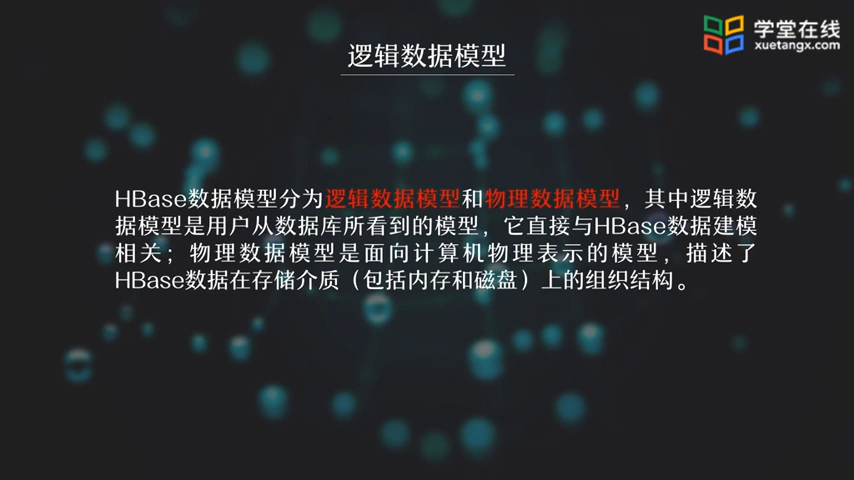 学堂在线
xuetangx.com
逻辑数据模型
HBase数据模型分为逻辑数据模型和物理数据模型，其中逻辑数
据模型是用户从数据库所看到的模型，它直接与HBase数据建模
相关；物理数据模型是面向计算机物理表示的模型，描述了
HBase数据在存储介质（包括内存和磁盘）上的组织结构。